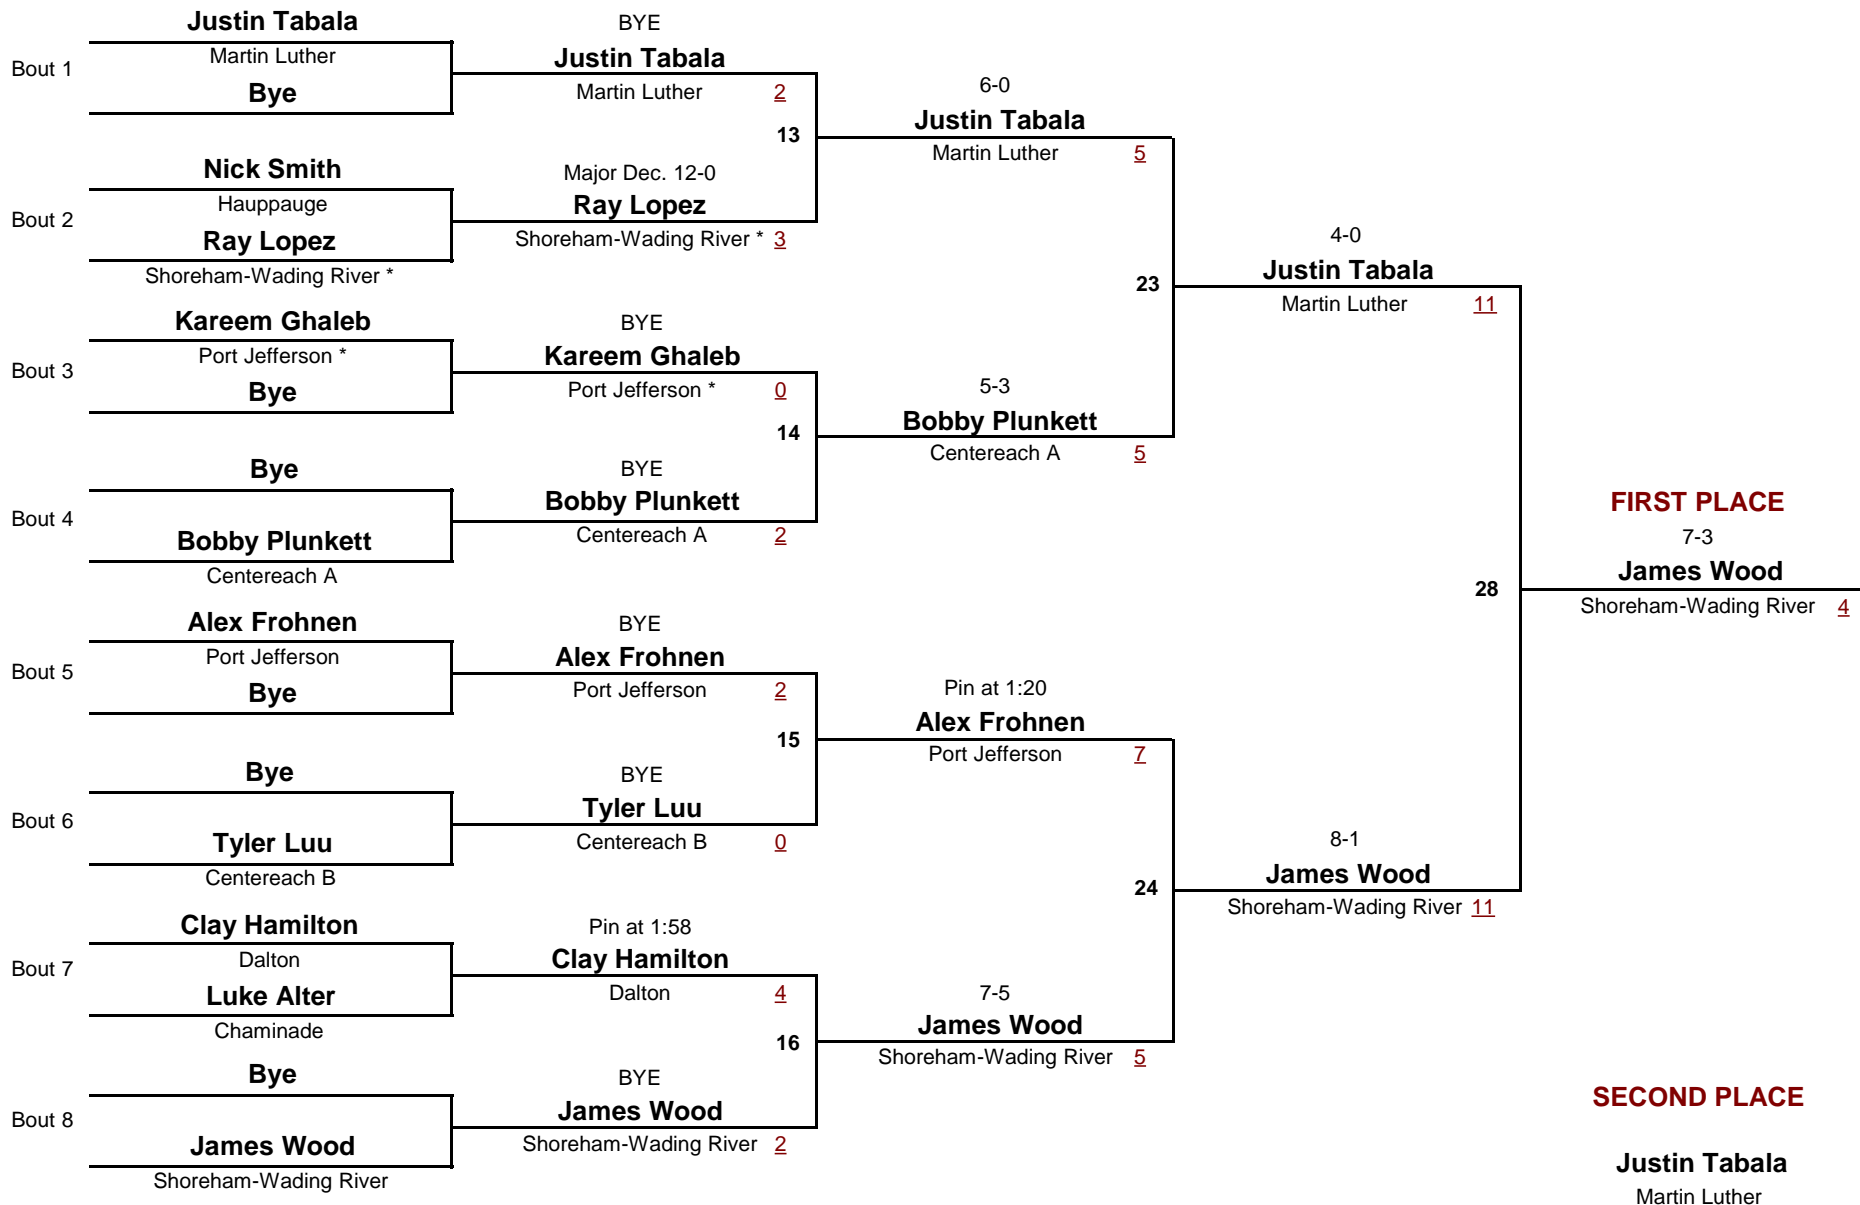 Bout 1
Justin Tabala
Martin Luther
Bye
BYE
Justin Tabala
Martin Luther 2
13
Bout 2
Nick Smith
Hauppauge
Ray Lopez
Shoreham-Wading River *
Major Dec. 12-0
Ray Lopez
Shoreham-Wading River * 3
6-0
Justin Tabala
Martin Luther 5
23
Bout 3
Kareem Ghaleb
Port Jefferson *
Bye
BYE
Kareem Ghaleb
Port Jefferson * 0
14
Bout 4
Bye
Bobby Plunkett
Centereach A
BYE
Bobby Plunkett
Centereach A 2
5-3
Bobby Plunkett
Centereach A 5
4-0
Justin Tabala
Martin Luther 11
28
Bout 5
Alex Frohnen
Port Jefferson
Bye
BYE
Alex Frohnen
Port Jefferson 2
15
Bout 6
Bye
Tyler Luu
Centereach B
BYE
Tyler Luu
Centereach B 0
Pin at 1:20
Alex Frohnen
Port Jefferson 7
24
Bout 7
Clay Hamilton
Dalton
Luke Alter
Chaminade
Pin at 1:58
Clay Hamilton
Dalton 4
16
Bout 8
Bye
James Wood
Shoreham-Wading River
BYE
James Wood
Shoreham-Wading River 2
7-5
James Wood
Shoreham-Wading River 5
8-1
James Wood
Shoreham-Wading River 11
FIRST PLACE
7-3
James Wood
Shoreham-Wading River 4
SECOND PLACE
Justin Tabala
Martin Luther